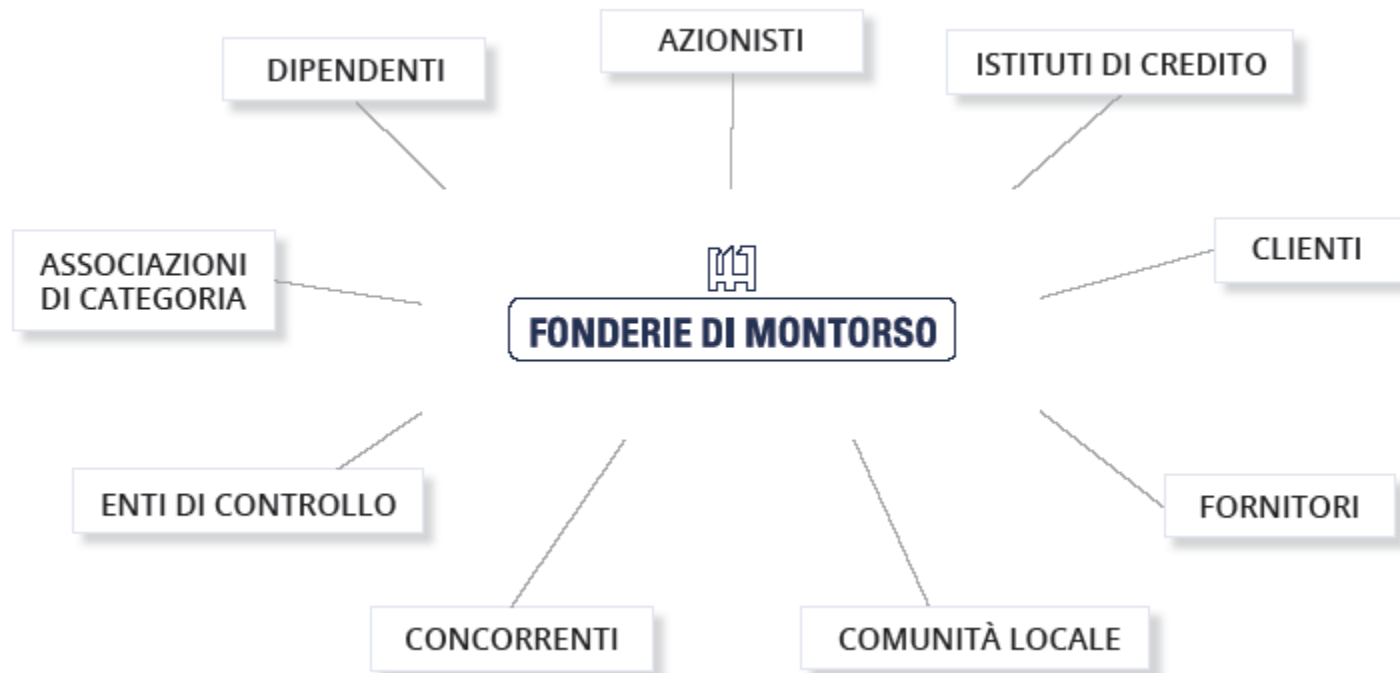 AZIONISTI
DIPENDENTI
ISTITUTI DI CREDITO
ASSOCIAZIONI
DI CATEGORIA
CLIENTI
FONDERIE DI MONTORSO
ENTI DI CONTROLLO
FORNITORI
CONCORRENTI
COMUNITÀ LOCALE